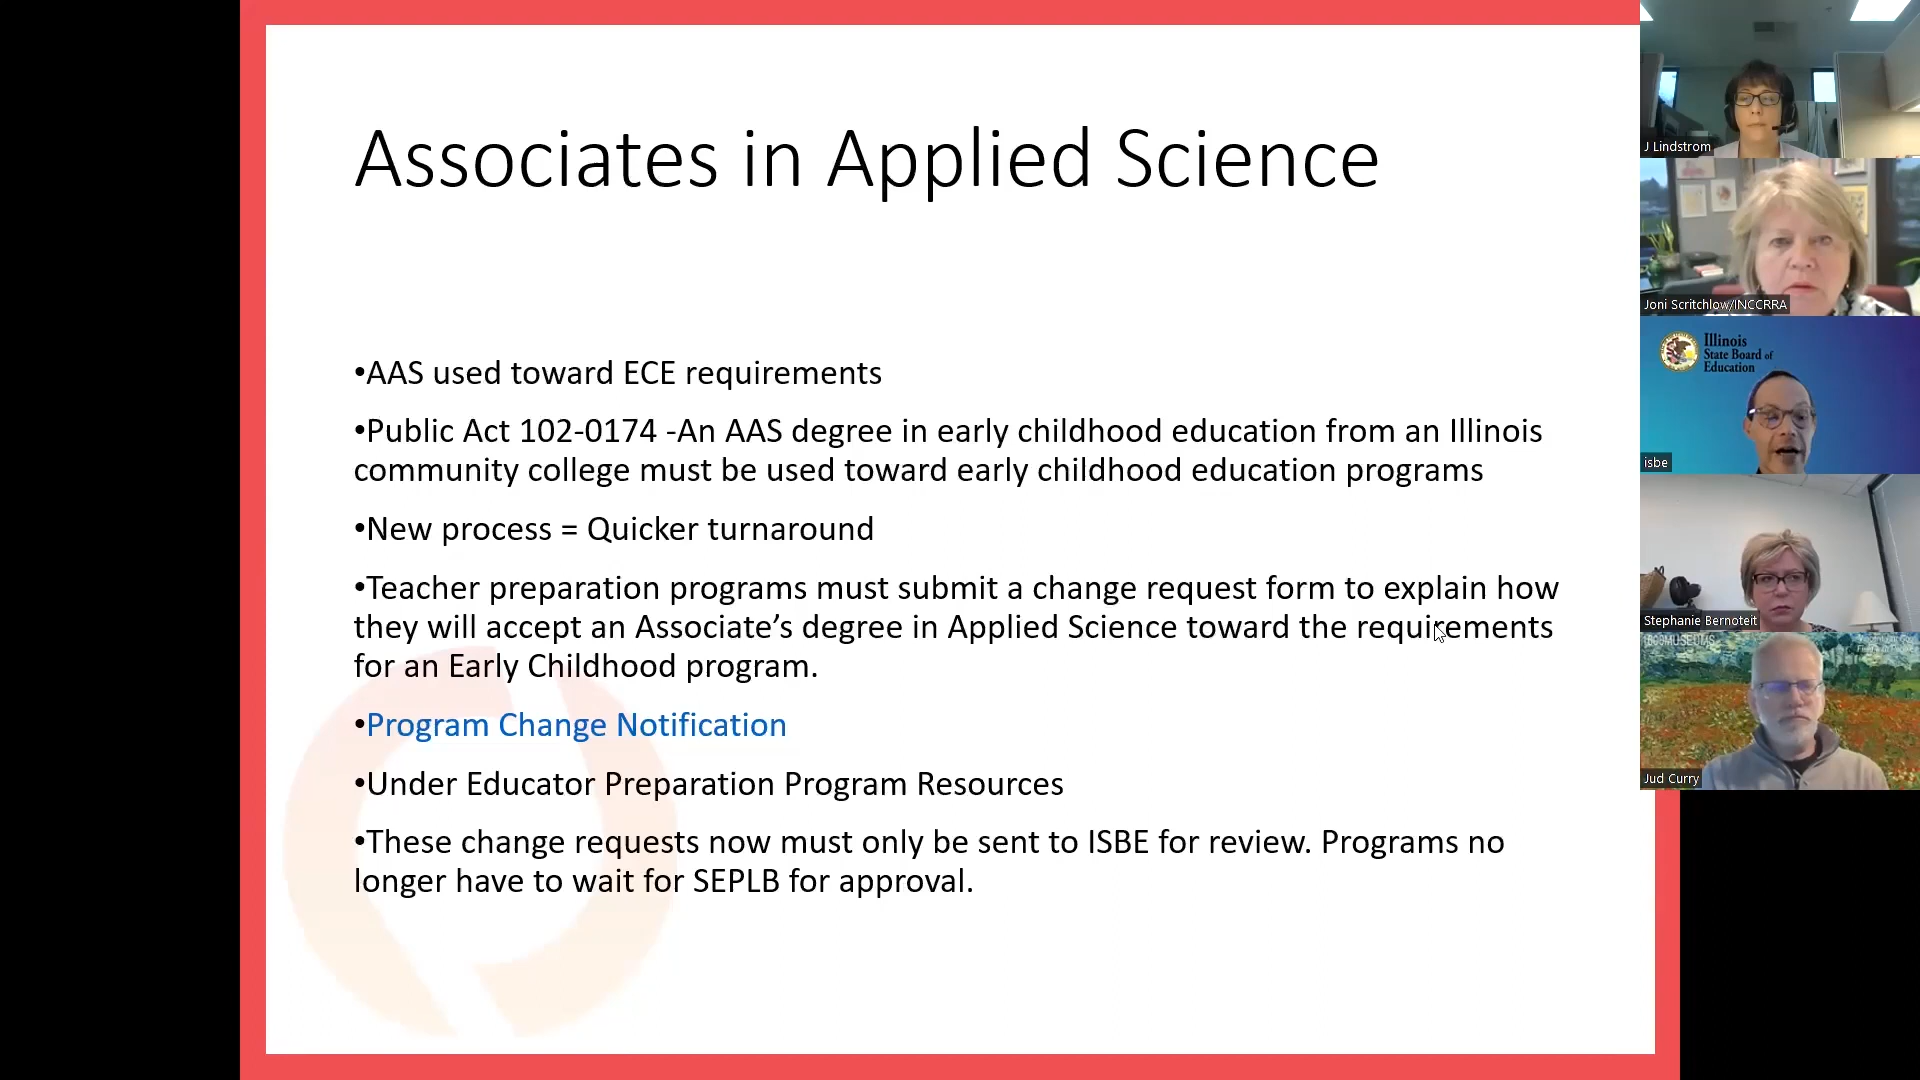 Associates in Applied Science
•AAS used toward ECE requirements
•Public Act 102-0174 -An AAS degree in early childhood education from an Illinois
community college must be used toward early childhood education programs
•New process = Quicker turnaround
•Teacher preparation programs must submit a change request form to explain how
they will accept an Associate’s degree in Applied Science toward the requirements
for an Early Childhood program.
•Program Change Notification
•Under Educator Preparation Program Resources
•These change requests now must only be sent to ISBE for review. Programs no
longer have to wait for SEPLB for approval.
J Lindstrom
Joni Scritchlow/INCCRRA
Illinois
State Board of
Education
isbe
Stephanie Bernoteit
Jud Curry